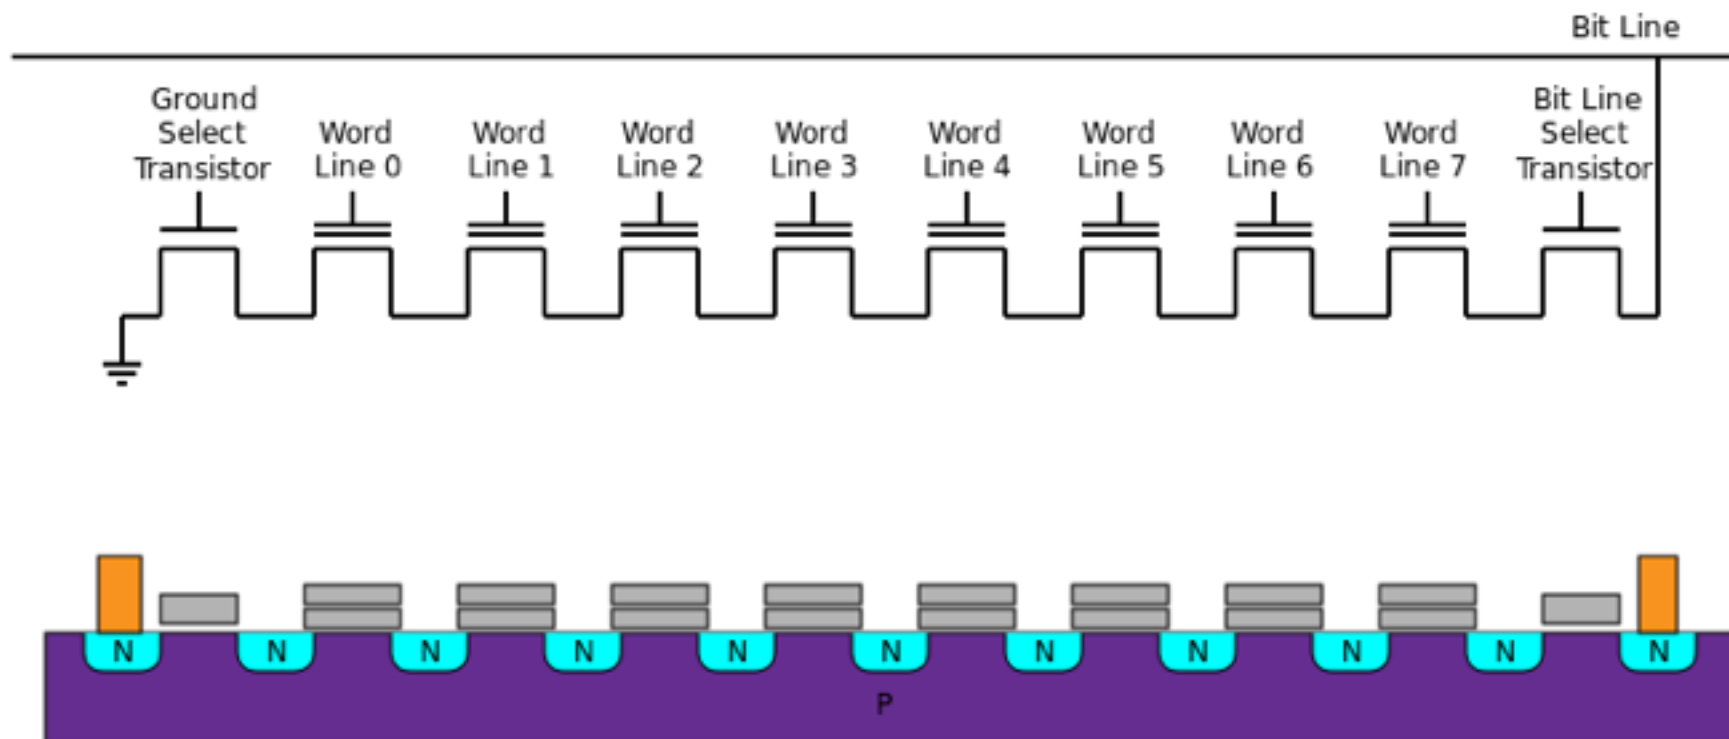 Bit Line
Ground
Select
Transistor
Word
Line 0
Word
Line 1
Word
Line 2
Word
Line 3
Word
Line 4
Word
Line 5
Word
Line 6
Word
Line 7
Bit Line
Select
Transistor
N
N
N
N
N
N
N
N
N
N
N
P